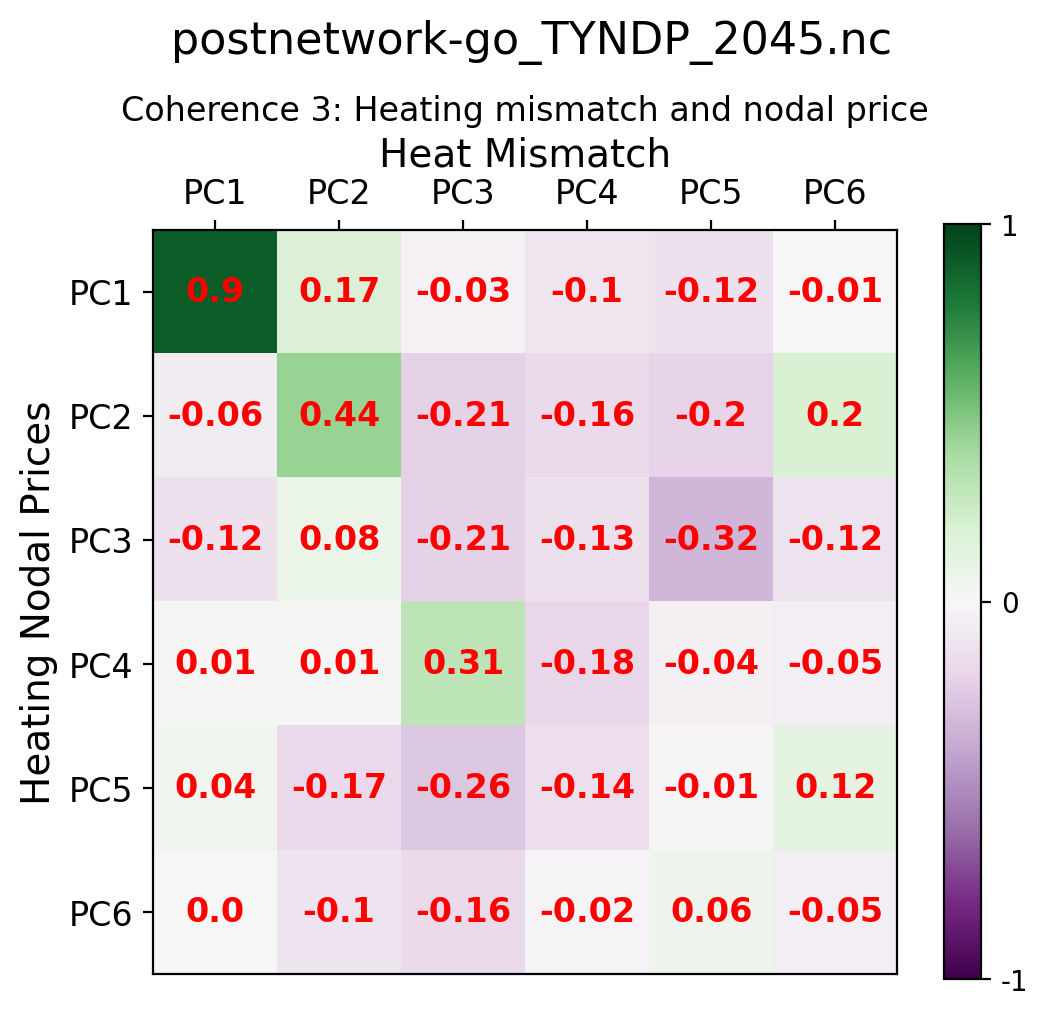 postnetwork-go_TYNDP_2045.nc
Coherence 3: Heating mismatch and nodal price
Heat Mismatch
PC1 PC2 PC3 PC4 PC5 PC6
Heating Nodal Prices
PC1 0.9 0.17 -0.03 -0.1 -0.12 -0.01
PC2 -0.06 0.44 -0.21 -0.16 -0.2 0.2
PC3 -0.12 0.08 -0.21 -0.13 -0.32 -0.12
PC4 0.01 0.01 0.31 -0.18 -0.04 -0.05
PC5 0.04 -0.17 -0.26 -0.14 -0.01 0.12
PC6 0.0 -0.1 -0.16 -0.02 0.06 -0.05
1
0
-1